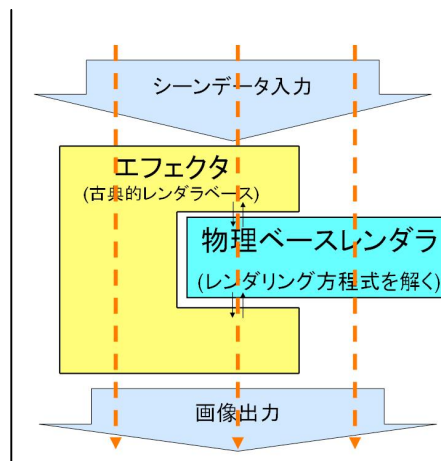 シーンデータ入力
エフェクタ
(古典的レンダラベース)
物理ベースレンダラ
(レンダリング方程式を解く)
画像出力